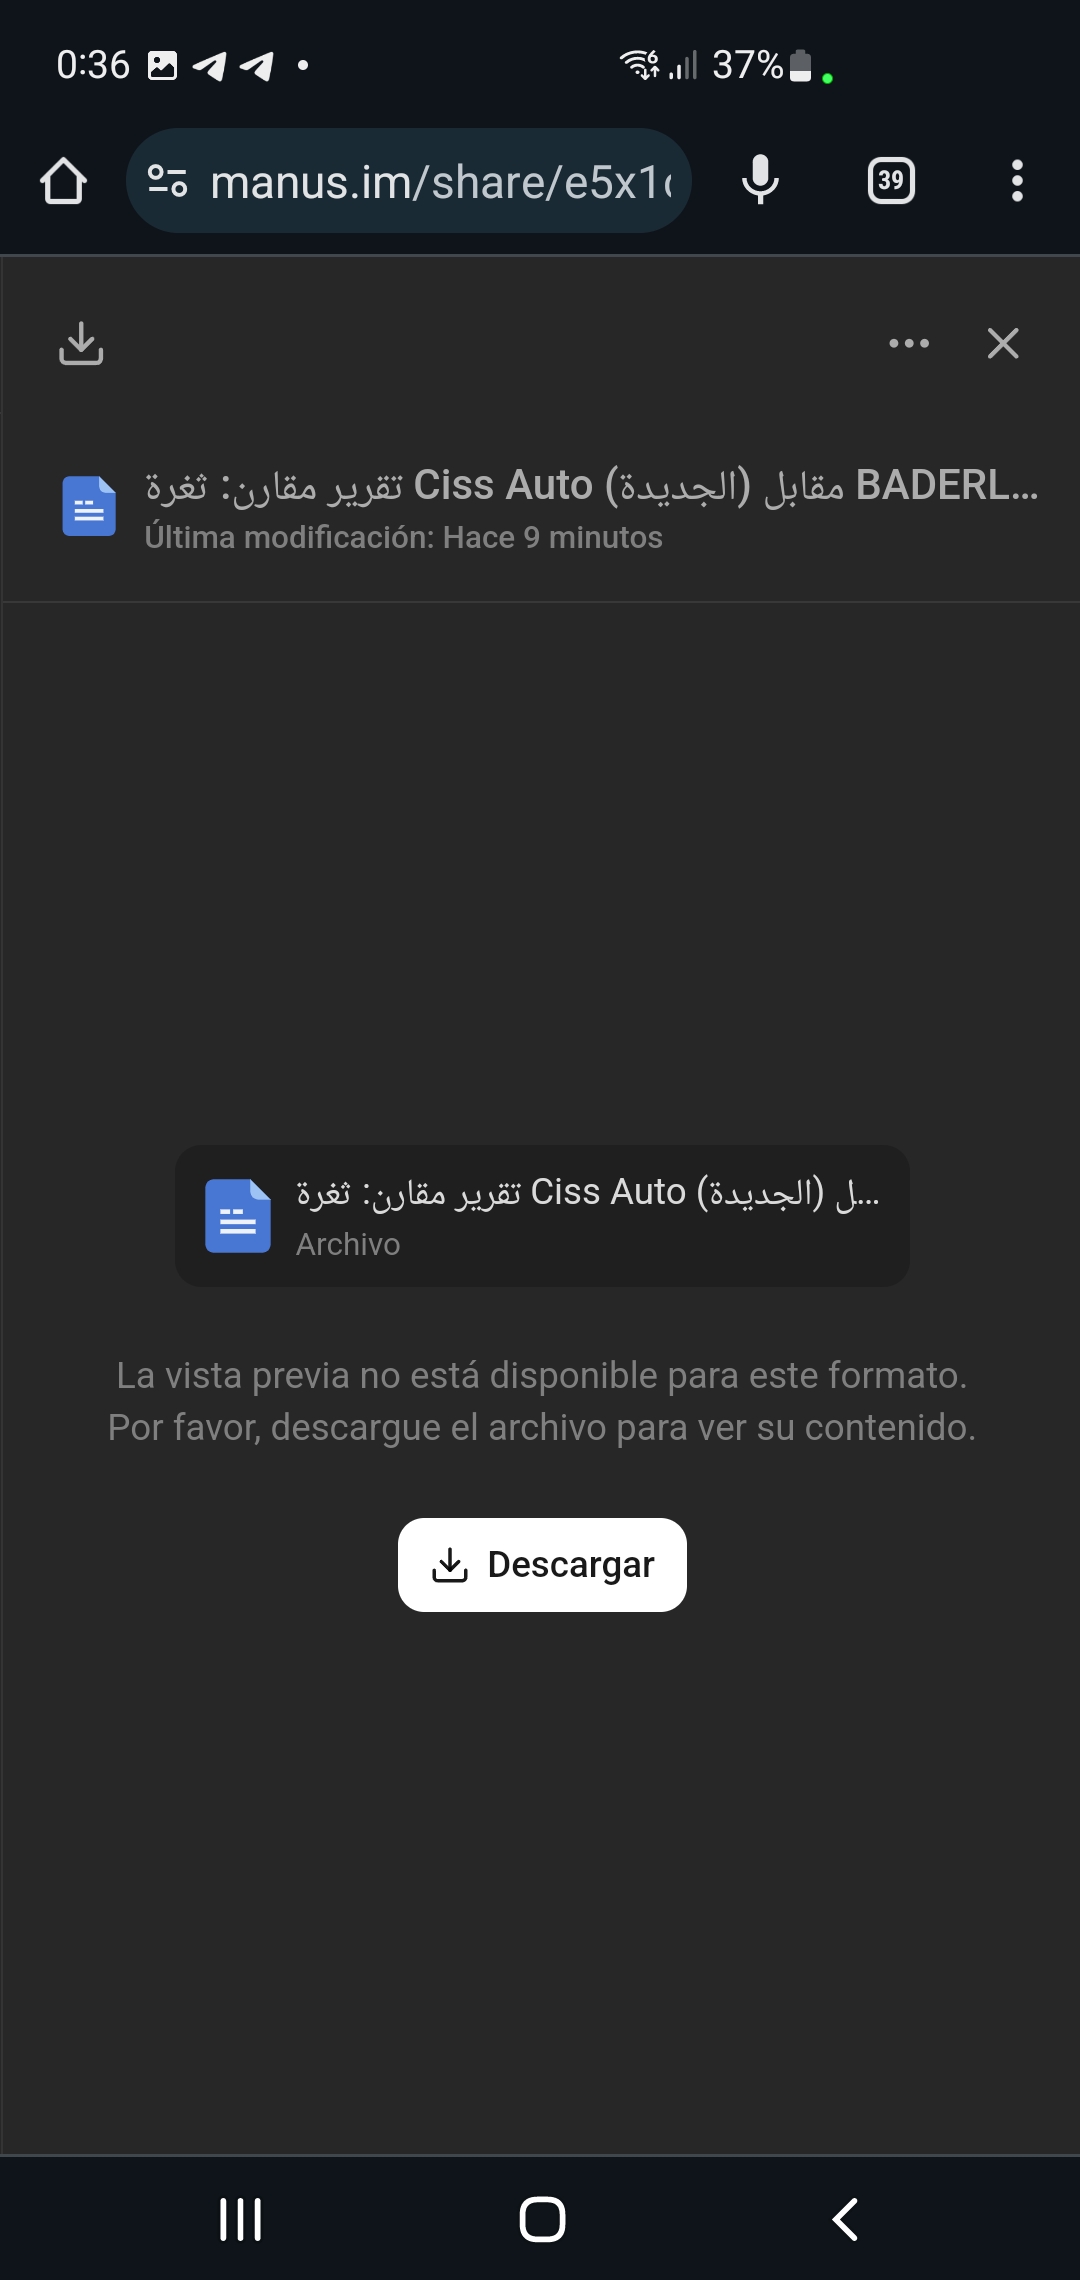 0:36
37%
manus.im/share/e5x1
39
تقرير مقارن: ثغرة Ciss Auto (الجديدة) مقابل BADERL...
Última modificación: Hace 9 minutos
تقرير مقارن: ثغرة Ciss Auto (الجديدة) ل...
Archivo
La vista previa no está disponible para este formato.
Por favor, descargue el archivo para ver su contenido.
Descargar